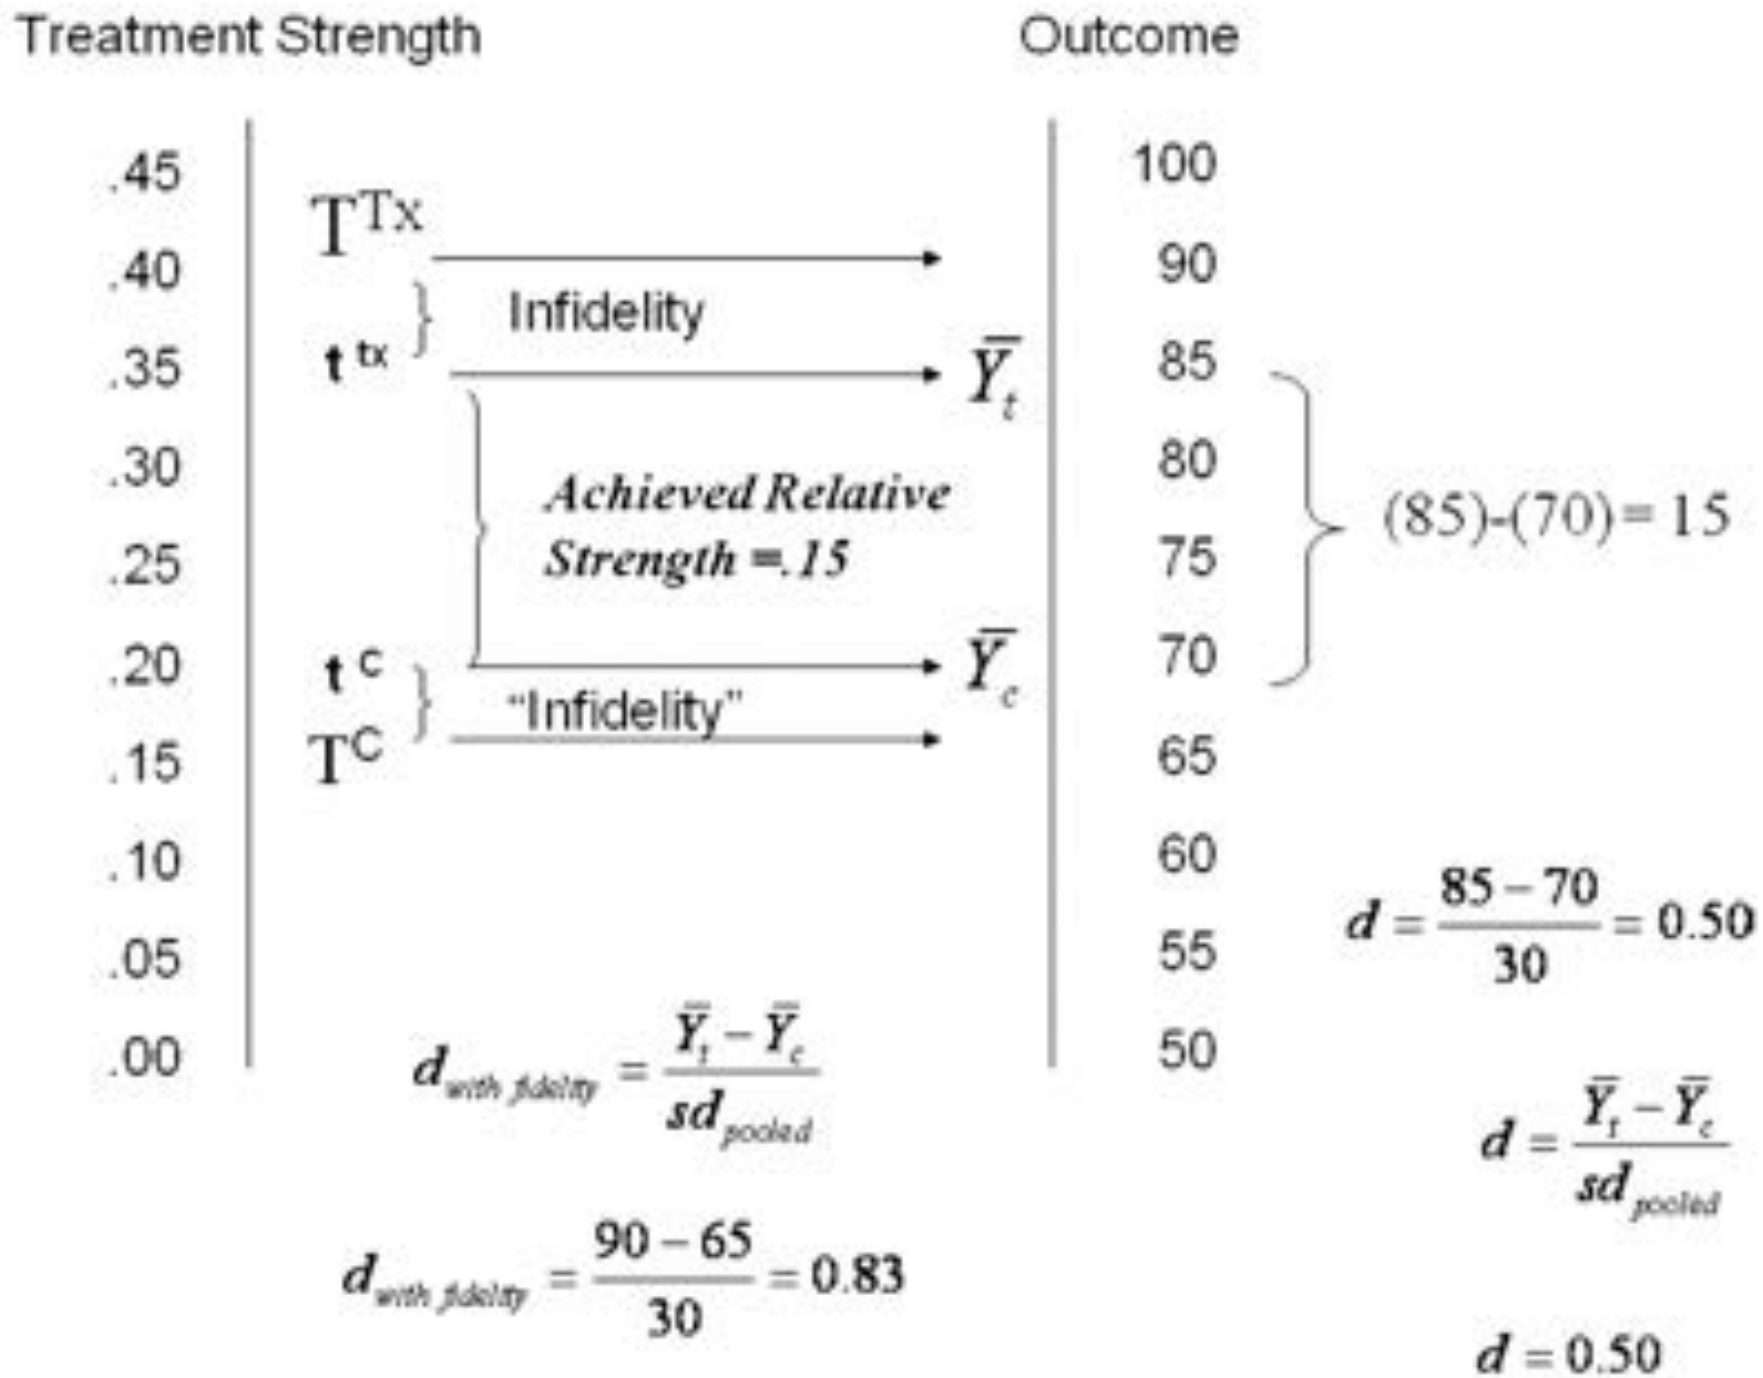 Treatment Strength
Outcome
.45
.40
.35
.30
.25
.20
.15
.10
.05
.00
T^Tx
Infidelity
t^tx
Achieved Relative
Strength =.15
t^C
"Infidelity"
T^C
Ȳ_t
Ȳ_c
100
90
85
80
75
70
65
60
55
50
(85)-(70) = 15
d = (85 − 70) / 30 = 0.50
d_with fidelity = (Ȳ_t − Ȳ_c) / sd_pooled
d = (Ȳ_t − Ȳ_c) / sd_pooled
d_with fidelity = (90 − 65) / 30 = 0.83
d = 0.50